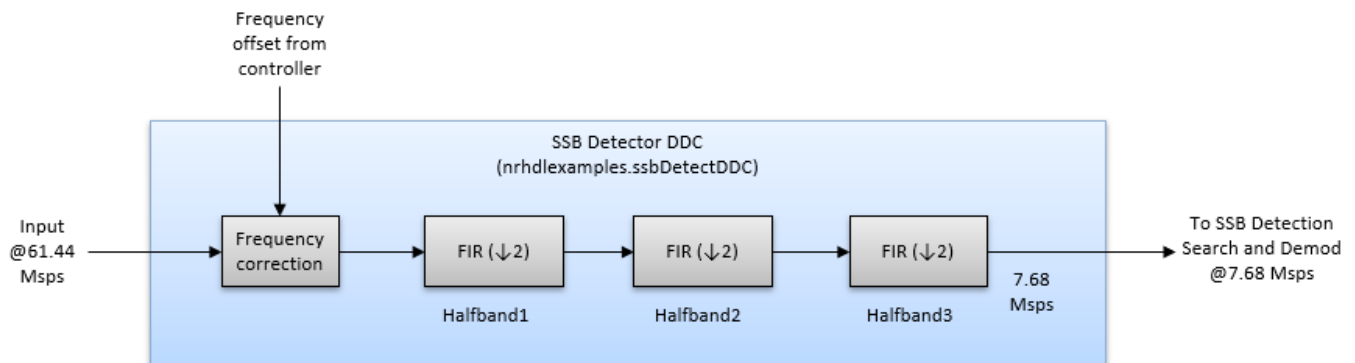 Frequency
offset from
controller
SSB Detector DDC
(nrhdlexamples.ssbDetectDDC)
Input
@61.44
Msps
Frequency
correction
FIR (↓2)
FIR (↓2)
FIR (↓2)
Halfband1
Halfband2
Halfband3
7.68
Msps
To SSB Detection
Search and Demod
@7.68 Msps